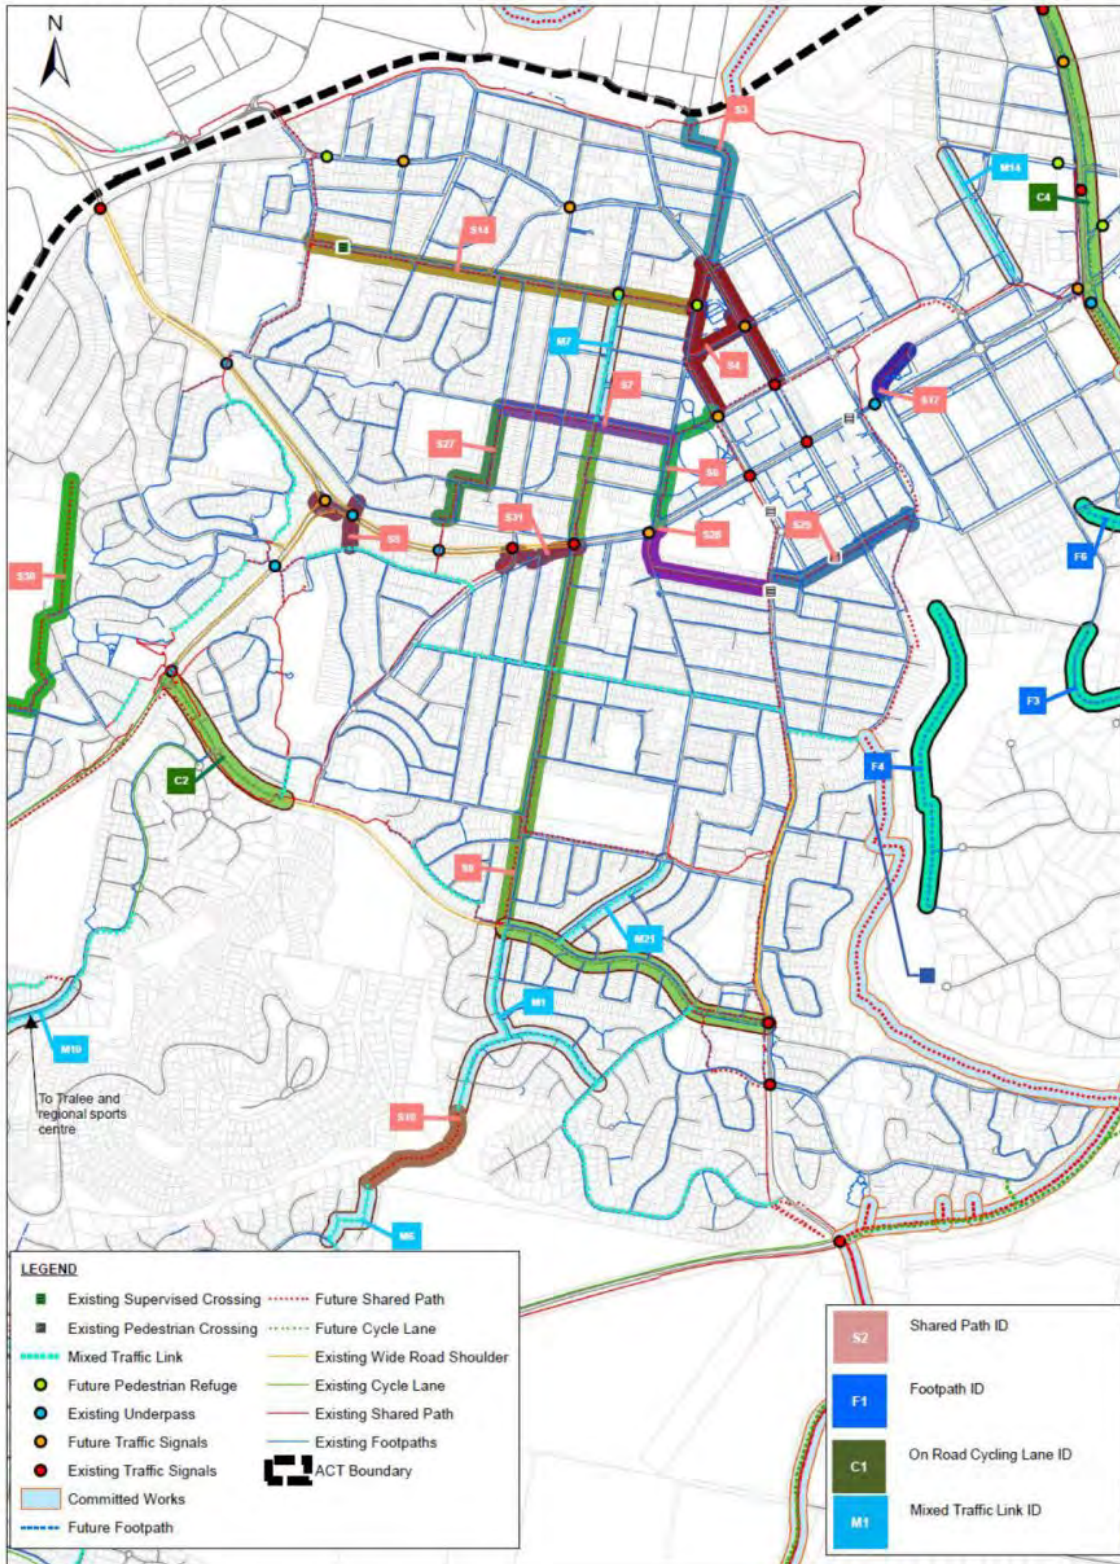 N
S3
M14
C4
S14
M7
S4
S7
S17
S27
S6
S31
S28
S29
S5
F6
S30
F3
F4
C2
S9
M21
M1
M10
To Tralee and
regional sports
centre
M6
LEGEND
Existing Supervised Crossing
Existing Pedestrian Crossing
Mixed Traffic Link
Future Pedestrian Refuge
Existing Underpass
Future Traffic Signals
Existing Traffic Signals
Committed Works
Future Footpath
Future Shared Path
Future Cycle Lane
Existing Wide Road Shoulder
Existing Cycle Lane
Existing Shared Path
Existing Footpaths
ACT Boundary
S2 Shared Path ID
F1 Footpath ID
C1 On Road Cycling Lane ID
M1 Mixed Traffic Link ID